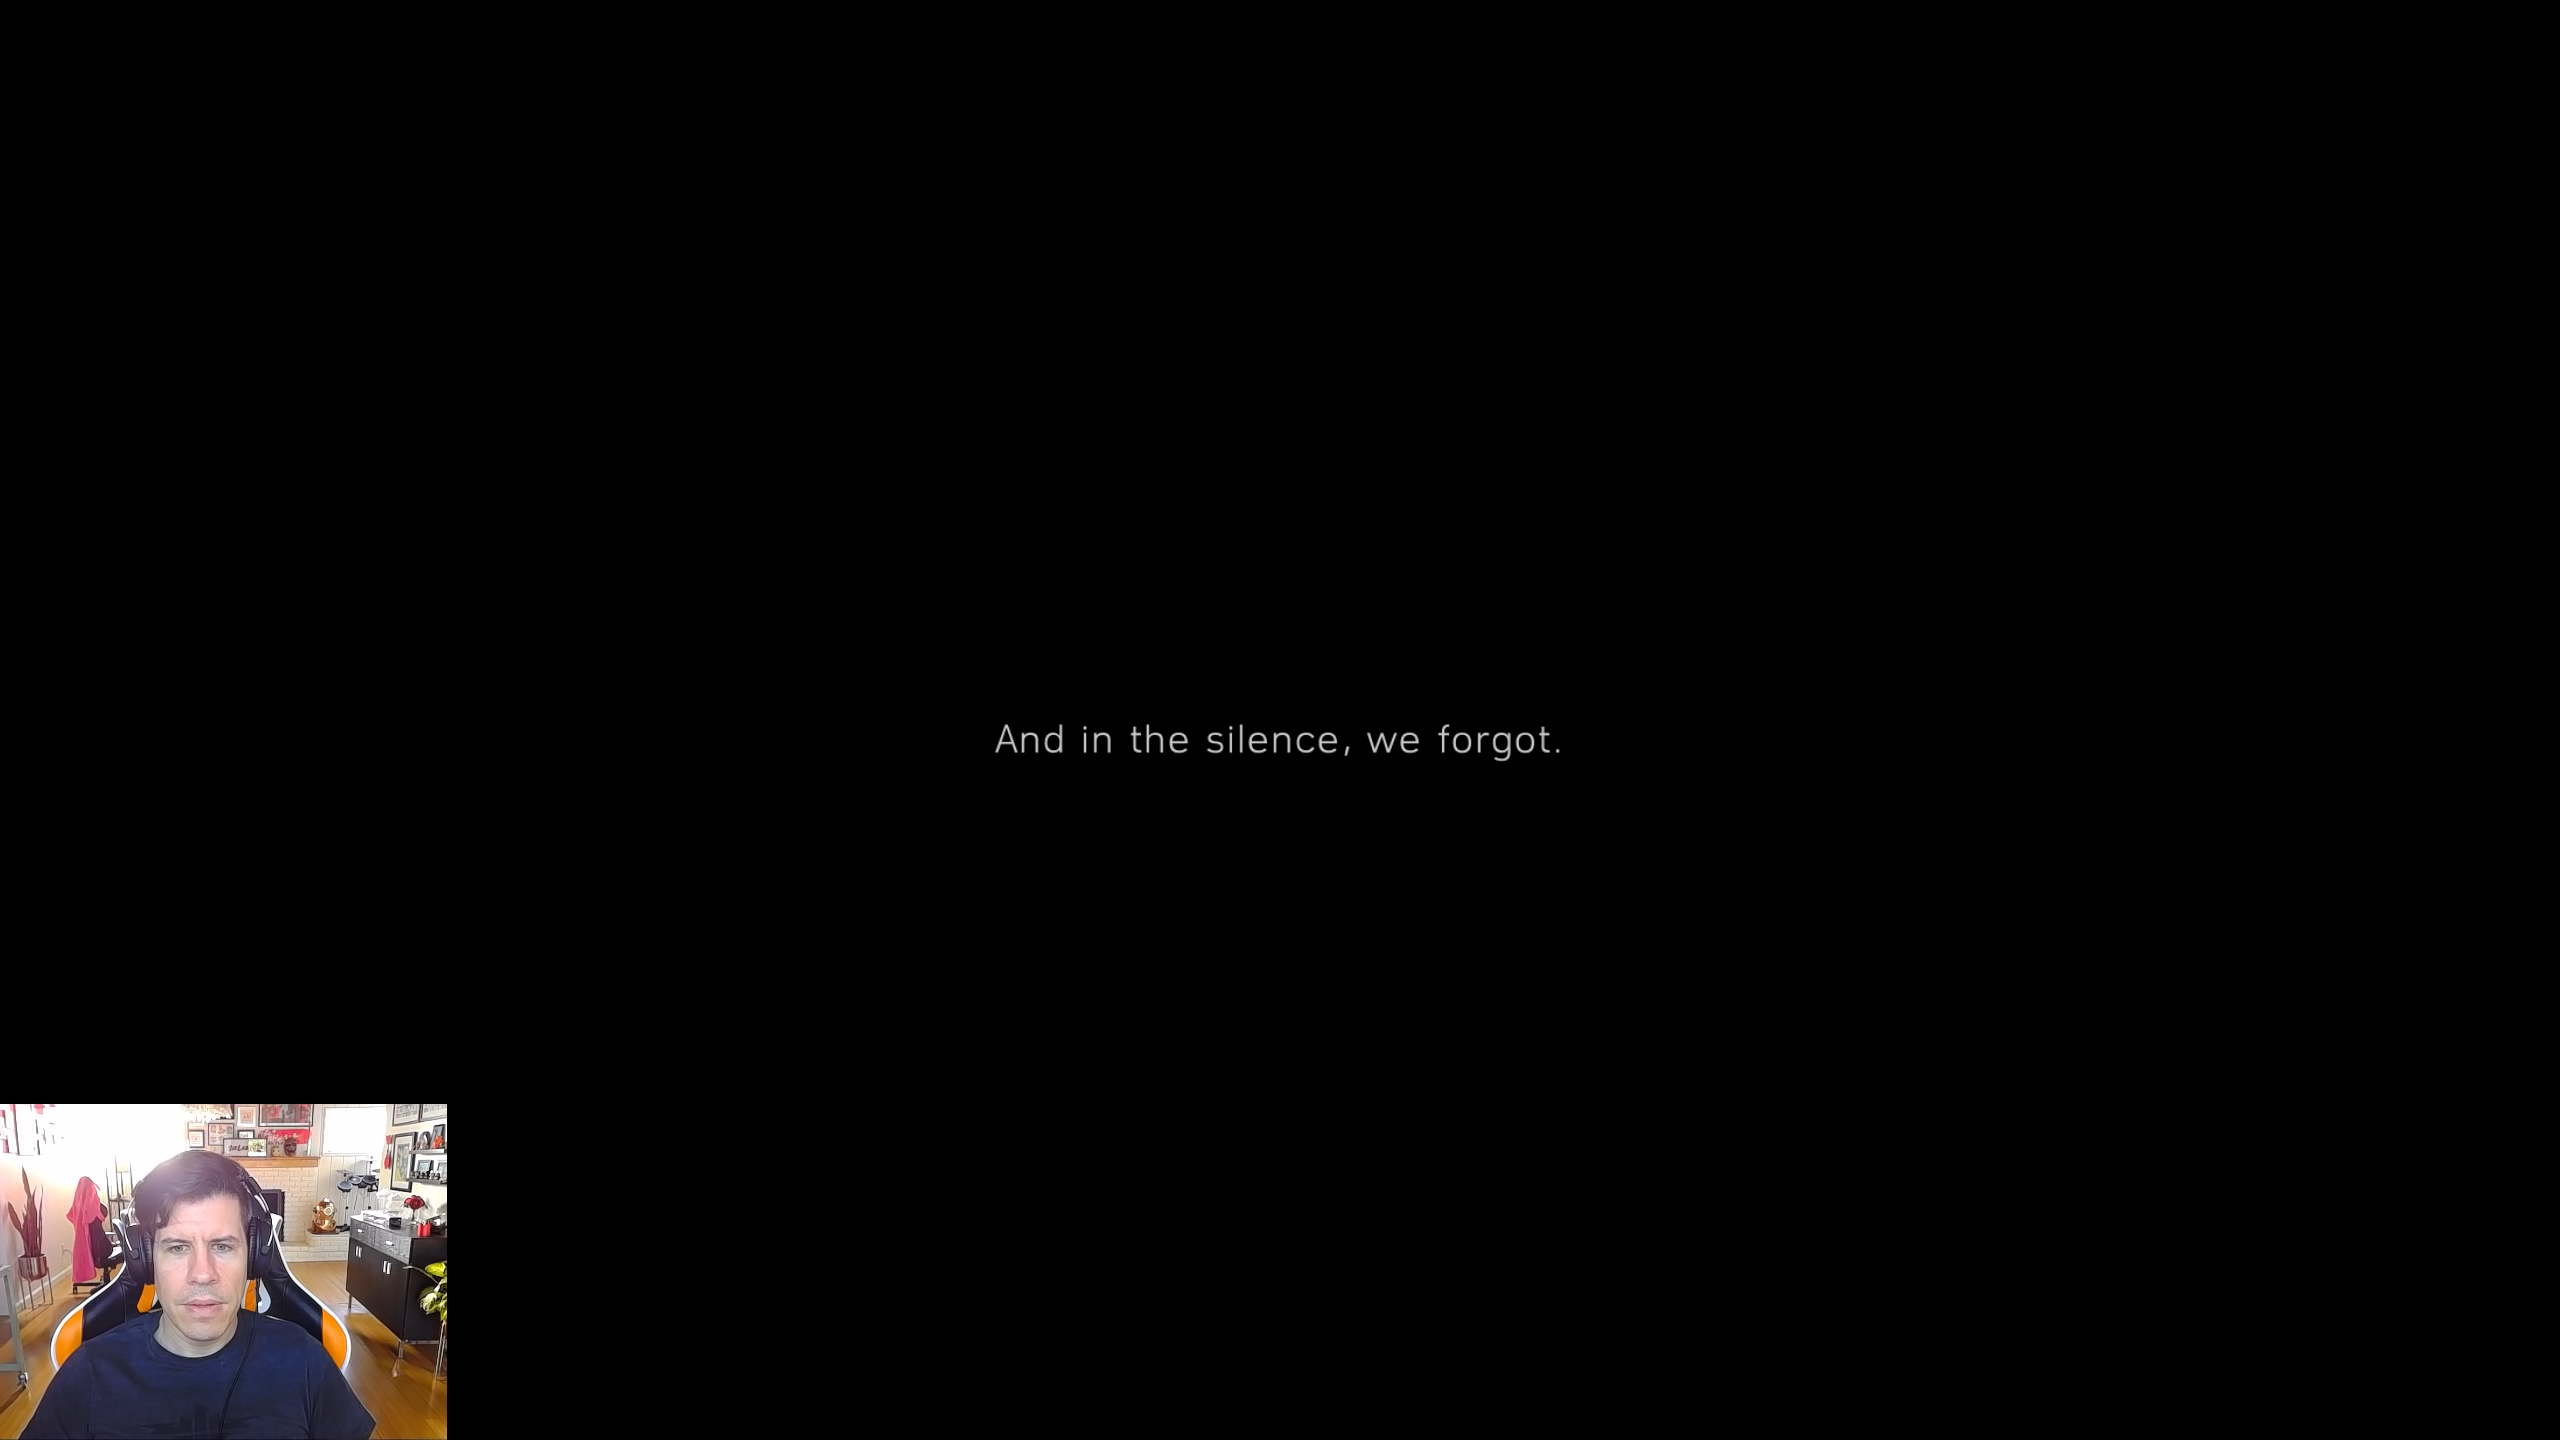 And in the silence, we forgot.